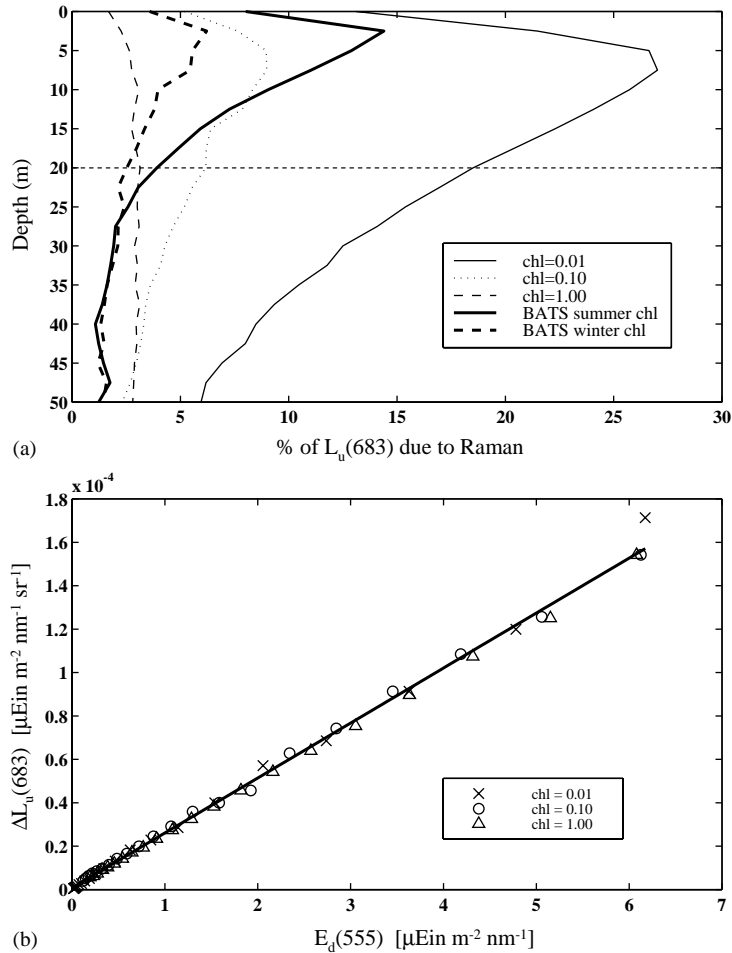 0
5
10
15
20
25
30
35
40
45
50
Depth (m)
chl=0.01
chl=0.10
chl=1.00
BATS summer chl
BATS winter chl
0 5 10 15 20 25 30
(a)
% of Lu(683) due to Raman
x 10-4
1.8
1.6
1.4
1.2
1
0.8
0.6
0.4
0.2
0
ΔLu(683) [μEin m-2 nm-1 sr-1]
chl = 0.01
chl = 0.10
chl = 1.00
0 1 2 3 4 5 6 7
(b)
Ed(555) [μEin m-2 nm-1]